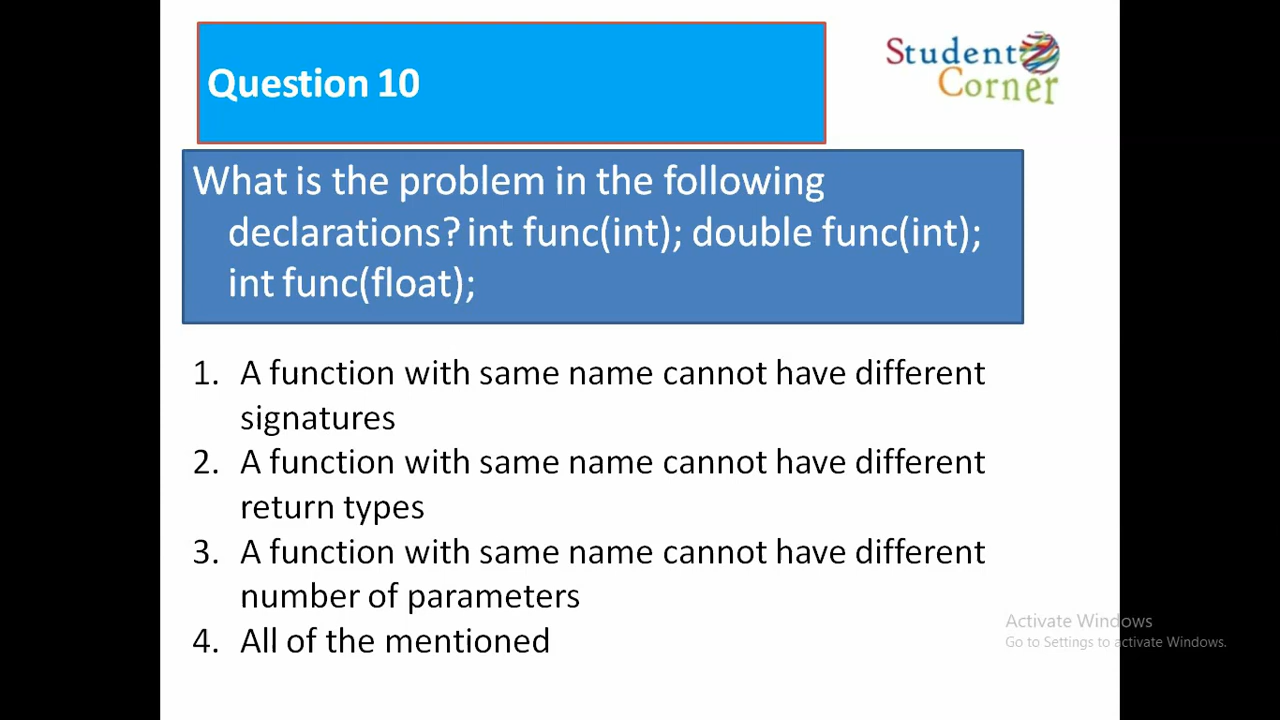 Question 10
Student
Corner
What is the problem in the following
declarations? int func(int); double func(int);
int func(float);
1. A function with same name cannot have different
signatures
2. A function with same name cannot have different
return types
3. A function with same name cannot have different
number of parameters
4. All of the mentioned
Activate Windows
Go to Settings to activate Windows.